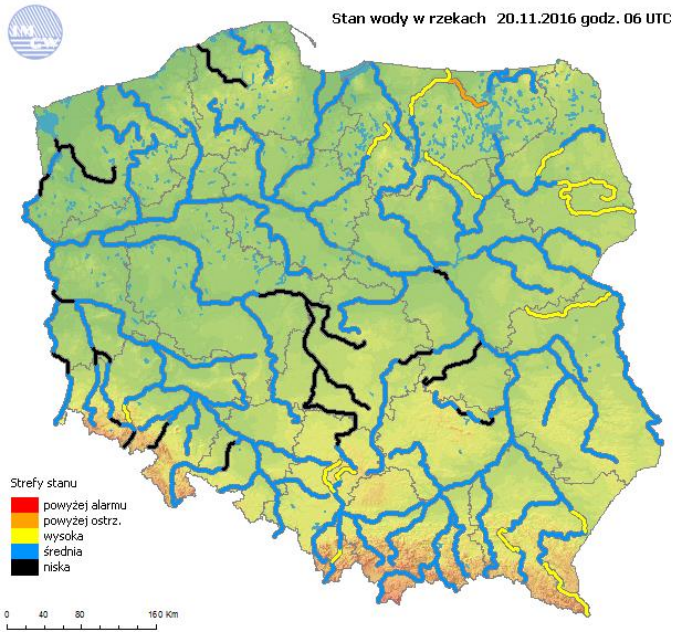 Stan wody w rzekach 20.11.2016 godz. 06 UTC
IMGW
Strefy stanu
powyżej alarmu
powyżej ostrz.
wysoka
średnia
niska
0 40 80 160 Km